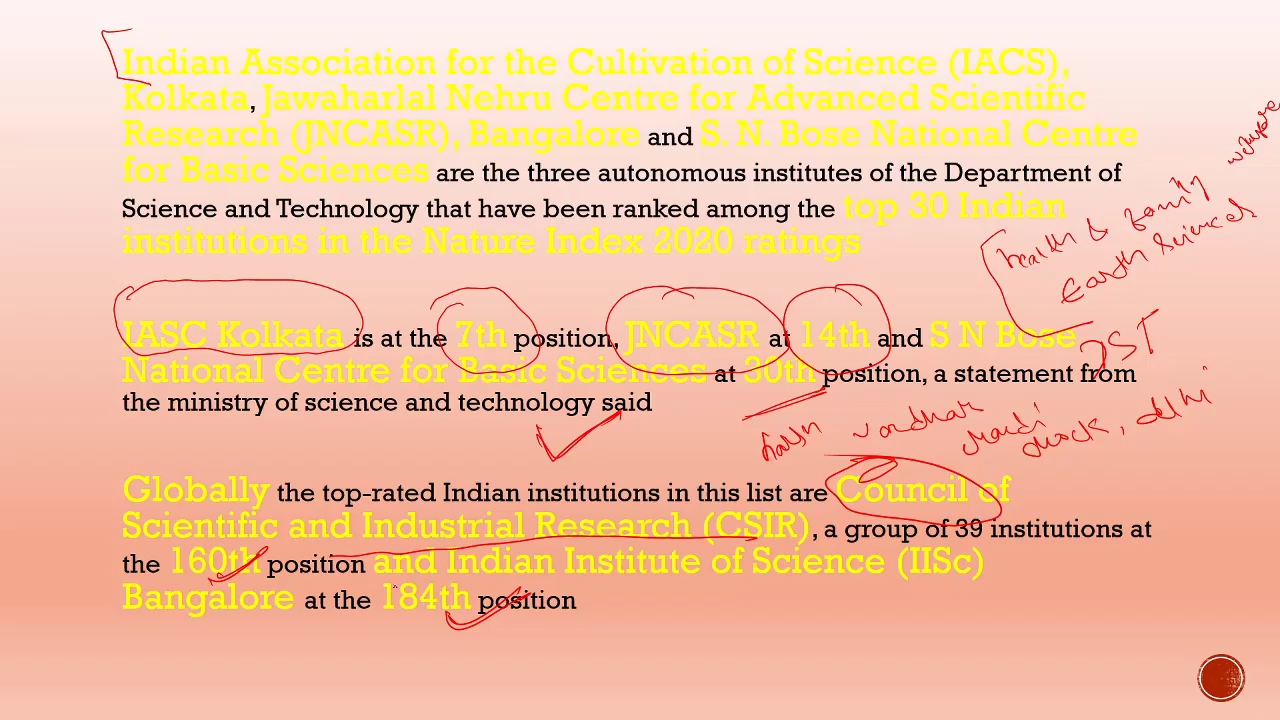 Indian Association for the Cultivation of Science (IACS),
Kolkata, Jawaharlal Nehru Centre for Advanced Scientific
Research (JNCASR), Bangalore and S. N. Bose National Centre
for Basic Sciences are the three autonomous institutes of the Department of
Science and Technology that have been ranked among the top 30 Indian
institutions in the Nature Index 2020 ratings
health & family welfare
Earth Sciences
IASC Kolkata is at the 7th position, JNCASR at 14th and S N Bose
National Centre for Basic Sciences at 30th position, a statement from
the ministry of science and technology said
vardhan
chowk, delhi
Globally the top-rated Indian institutions in this list are Council of
Scientific and Industrial Research (CSIR), a group of 39 institutions at
the 160th position and Indian Institute of Science (IISc)
Bangalore at the 184th position